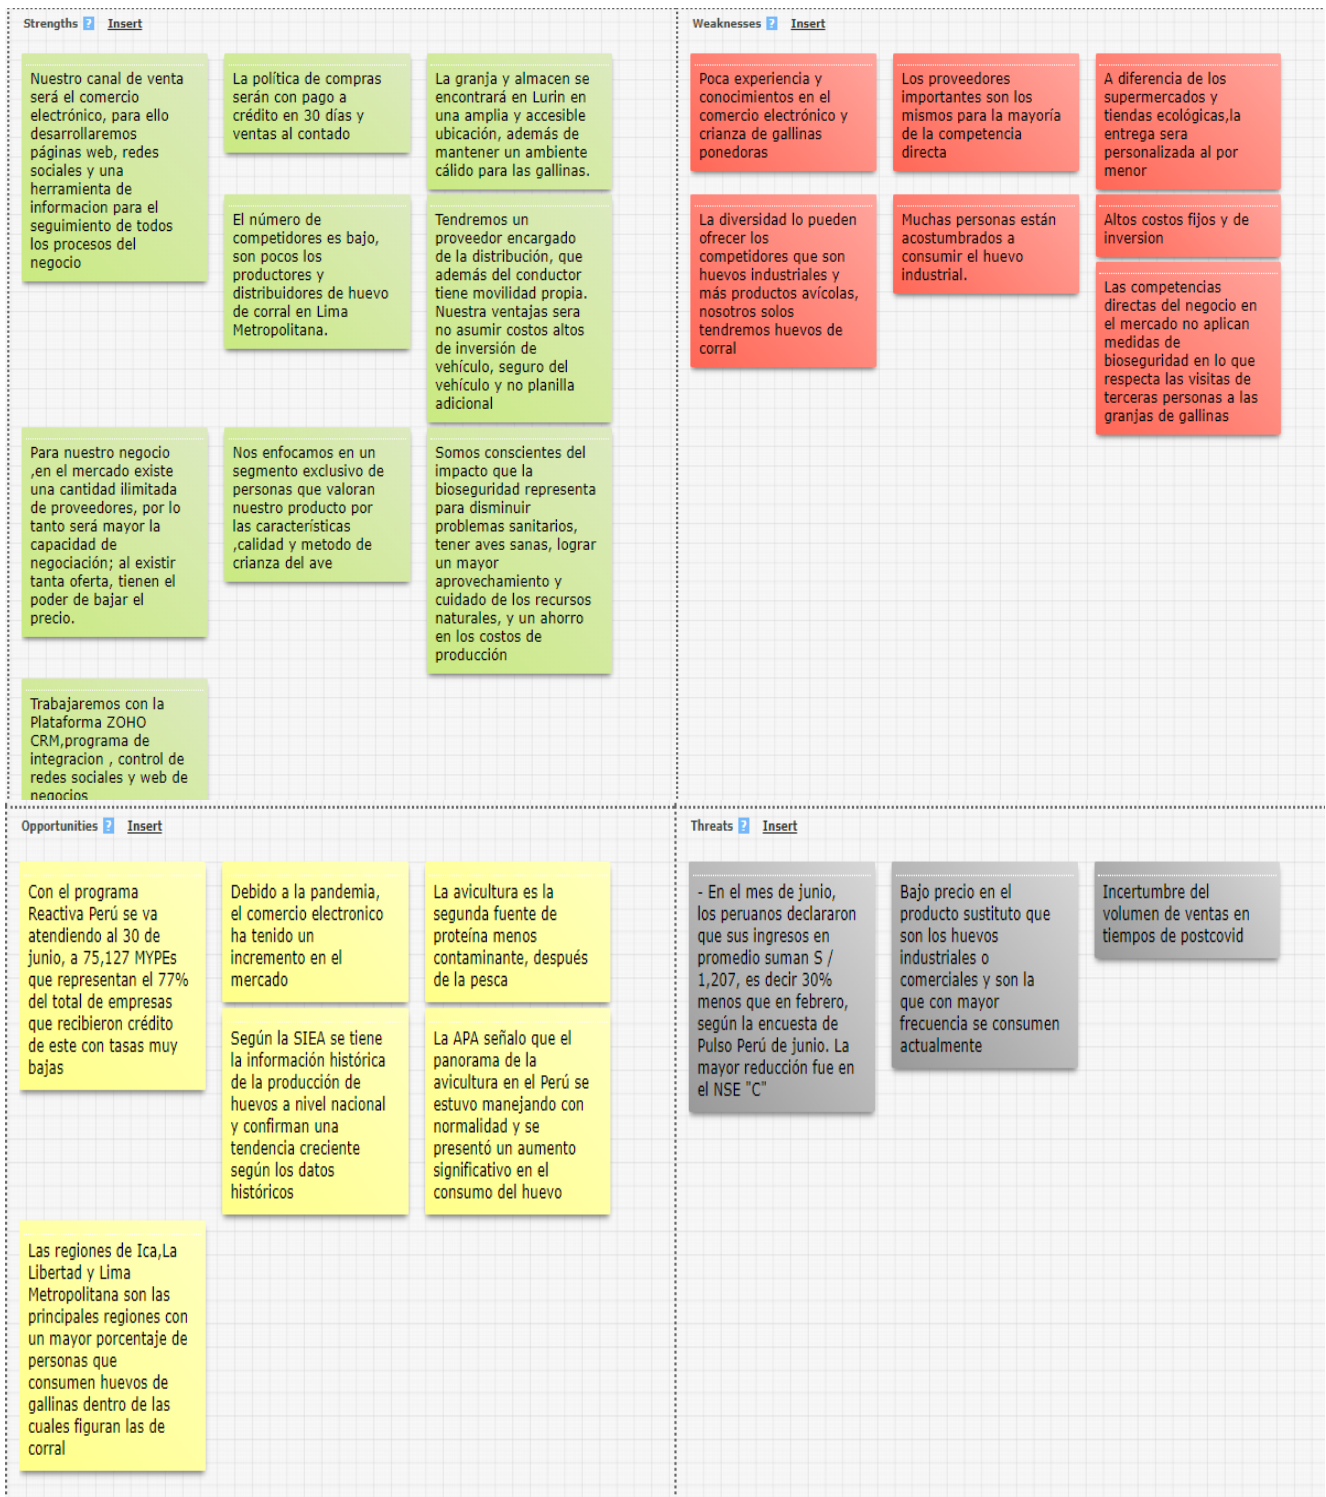 Strengths ? Insert
Nuestro canal de venta
será el comercio
electrónico, para ello
desarrollaremos
páginas web, redes
sociales y una
herramienta de
informacion para el
seguimiento de todos
los procesos del
negocio
La política de compras
serán con pago a
crédito en 30 días y
ventas al contado
La granja y almacen se
encontrará en Lurin en
una amplia y accesible
ubicación, además de
mantener un ambiente
cálido para las gallinas.
El número de
competidores es bajo,
son pocos los
productores y
distribuidores de huevo
de corral en Lima
Metropolitana.
Tendremos un
proveedor encargado
de la distribución, que
además del conductor
tiene movilidad propia.
Nuestra ventajas sera
no asumir costos altos
de inversión de
vehículo, seguro del
vehículo y no planilla
adicional
Para nuestro negocio
,en el mercado existe
una cantidad ilimitada
de proveedores, por lo
tanto será mayor la
capacidad de
negociación; al existir
tanta oferta, tienen el
poder de bajar el
precio.
Nos enfocamos en un
segmento exclusivo de
personas que valoran
nuestro producto por
las características
,calidad y metodo de
crianza del ave
Somos conscientes del
impacto que la
bioseguridad representa
para disminuir
problemas sanitarios,
tener aves sanas, lograr
un mayor
aprovechamiento y
cuidado de los recursos
naturales, y un ahorro
en los costos de
producción
Trabajaremos con la
Plataforma ZOHO
CRM,programa de
integracion , control de
redes sociales y web de
negocios
Weaknesses ? Insert
Poca experiencia y
conocimientos en el
comercio electrónico y
crianza de gallinas
ponedoras
Los proveedores
importantes son los
mismos para la mayoría
de la competencia
directa
A diferencia de los
supermercados y
tiendas ecológicas,la
entrega sera
personalizada al por
menor
La diversidad lo pueden
ofrecer los
competidores que son
huevos industriales y
más productos avícolas,
nosotros solos
tendremos huevos de
corral
Muchas personas están
acostumbrados a
consumir el huevo
industrial.
Altos costos fijos y de
inversion
Las competencias
directas del negocio en
el mercado no aplican
medidas de
bioseguridad en lo que
respecta las visitas de
terceras personas a las
granjas de gallinas
Opportunities ? Insert
Con el programa
Reactiva Perú se va
atendiendo al 30 de
junio, a 75,127 MYPEs
que representan el 77%
del total de empresas
que recibieron crédito
de este con tasas muy
bajas
Debido a la pandemia,
el comercio electronico
ha tenido un
incremento en el
mercado
La avicultura es la
segunda fuente de
proteína menos
contaminante, después
de la pesca
Según la SIEA se tiene
la información histórica
de la producción de
huevos a nivel nacional
y confirman una
tendencia creciente
según los datos
históricos
La APA señalo que el
panorama de la
avicultura en el Perú se
estuvo manejando con
normalidad y se
presentó un aumento
significativo en el
consumo del huevo
Las regiones de Ica,La
Libertad y Lima
Metropolitana son las
principales regiones con
un mayor porcentaje de
personas que
consumen huevos de
gallinas dentro de las
cuales figuran las de
corral
Threats ? Insert
- En el mes de junio,
los peruanos declararon
que sus ingresos en
promedio suman S /
1,207, es decir 30%
menos que en febrero,
según la encuesta de
Pulso Perú de junio. La
mayor reducción fue en
el NSE "C"
Bajo precio en el
producto sustituto que
son los huevos
industriales o
comerciales y son la
que con mayor
frecuencia se consumen
actualmente
Incertumbre del
volumen de ventas en
tiempos de postcovid